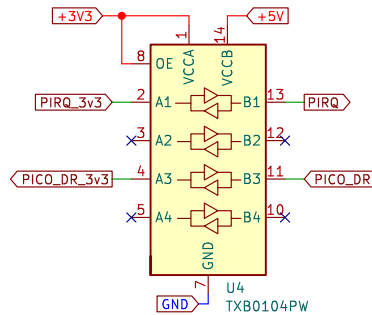 +3V3
+5V
1
14
8
OE
VCCA
VCCB
PIRQ_3v3
2
A1
B1
13
PIRQ
3
A2
B2
12
PICO_DR_3v3
4
A3
B3
11
PICO_DR
5
A4
B4
10
GND
7
GND
U4
TXB0104PW